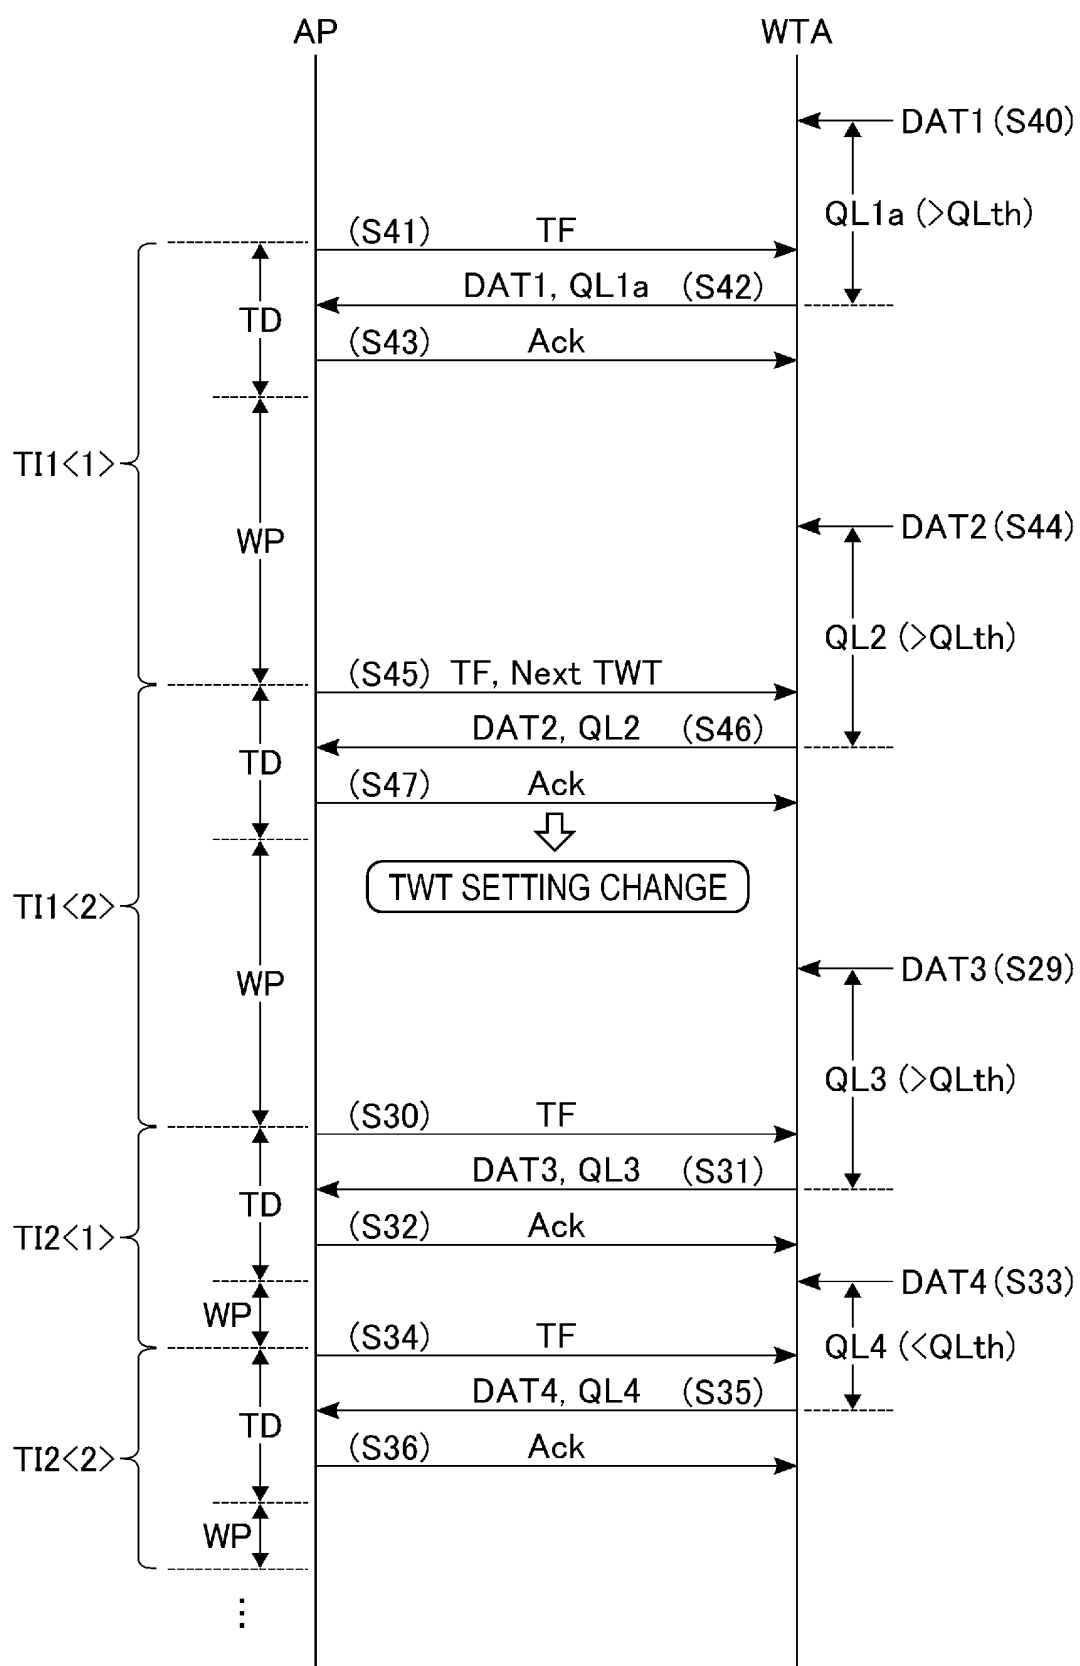 AP
WTA
DAT1 (S40)
QL1a (>QLth)
(S41) TF
DAT1, QL1a (S42)
TD
(S43) Ack
TI1<1>
WP
DAT2 (S44)
QL2 (>QLth)
(S45) TF, Next TWT
DAT2, QL2 (S46)
TD
(S47) Ack
TWT SETTING CHANGE
TI1<2>
WP
DAT3 (S29)
QL3 (>QLth)
(S30) TF
DAT3, QL3 (S31)
TD
(S32) Ack
TI2<1>
DAT4 (S33)
WP
(S34) TF
QL4 (<QLth)
DAT4, QL4 (S35)
TD
(S36) Ack
TI2<2>
WP
⋮